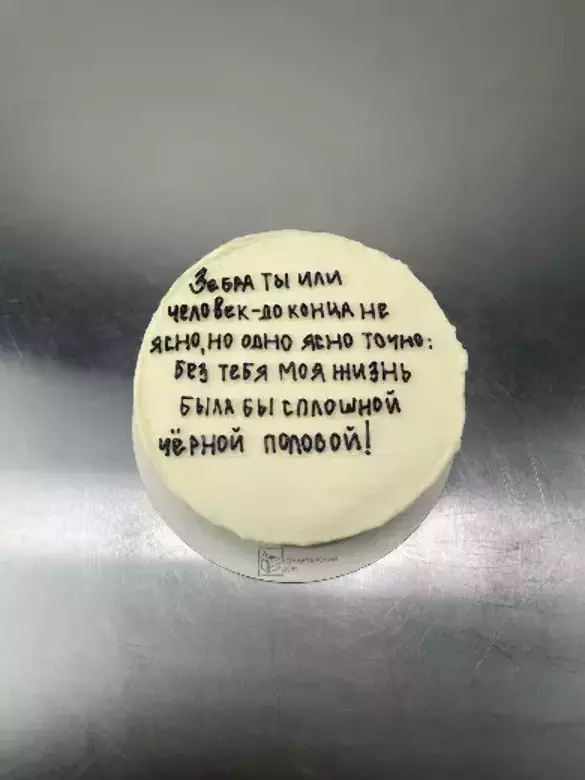 Зебра ты или
человек-до конца не
ясно, но одно ясно точно:
без тебя моя жизнь
была бы сплошной
чёрной половой!